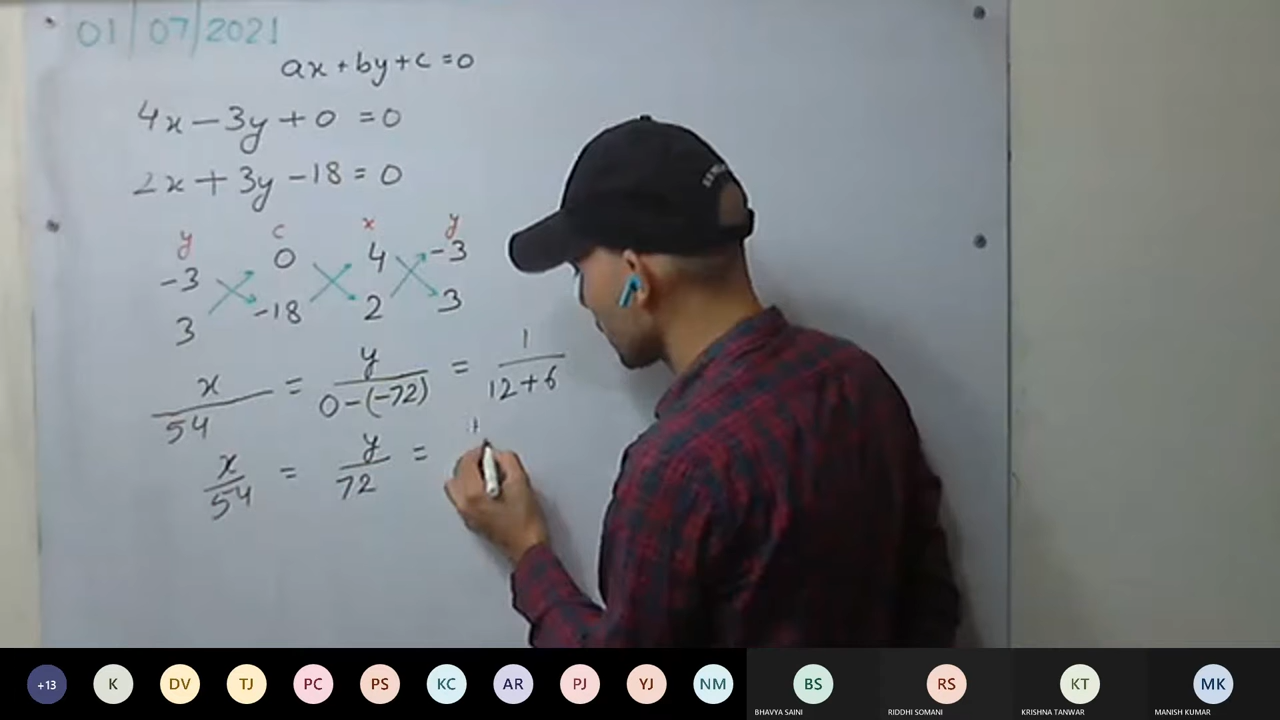 01/07/2021
ax+by+c=0
4x-3y+0=0
2x+3y-18=0
y c x y
-3 0 4 -3
3 -18 2 3
x/54 = y/0-(-72) = 1/12+6
x/54 = y/72 =
+13 K DV TJ PC PS KC AR PJ YJ NM BS RS KT MK
BHAVYA SAINI RIDDHI SOMANI KRISHNA TANWAR MANISH KUMAR